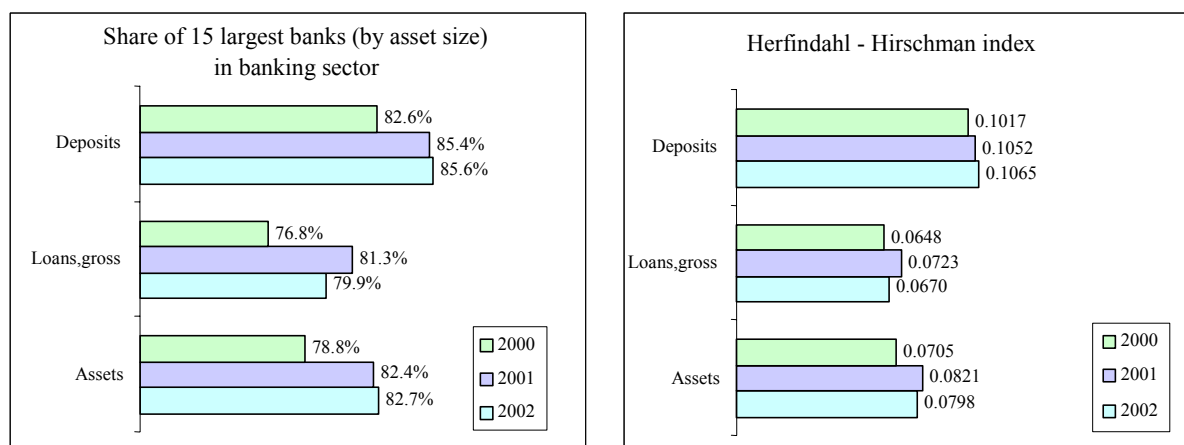 Share of 15 largest banks (by asset size)
in banking sector
Deposits
82.6%
85.4%
85.6%
Loans,gross
76.8%
81.3%
79.9%
Assets
78.8%
82.4%
82.7%
2000
2001
2002
Herfindahl - Hirschman index
Deposits
0.1017
0.1052
0.1065
Loans,gross
0.0648
0.0723
0.0670
Assets
0.0705
0.0821
0.0798
2000
2001
2002